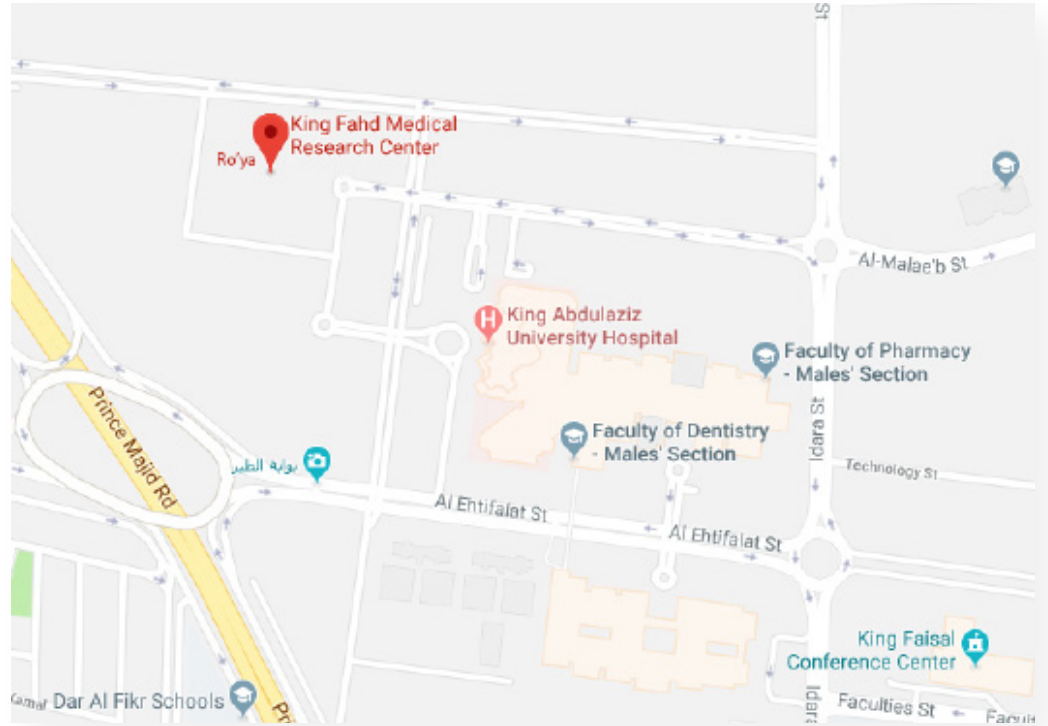 St
King Fahd Medical
Research Center
Ro'ya
Al-Malae'b St
King Abdulaziz
University Hospital
Faculty of Pharmacy
- Males' Section
Prince Majid Rd
Idara St
Faculty of Dentistry
- Males' Section
بوابة الطير
Technology St
Al Ehtifalat St
Al Ehtifalat St
King Faisal
Conference Center
Dar Al Fikr Schools
Faculties St